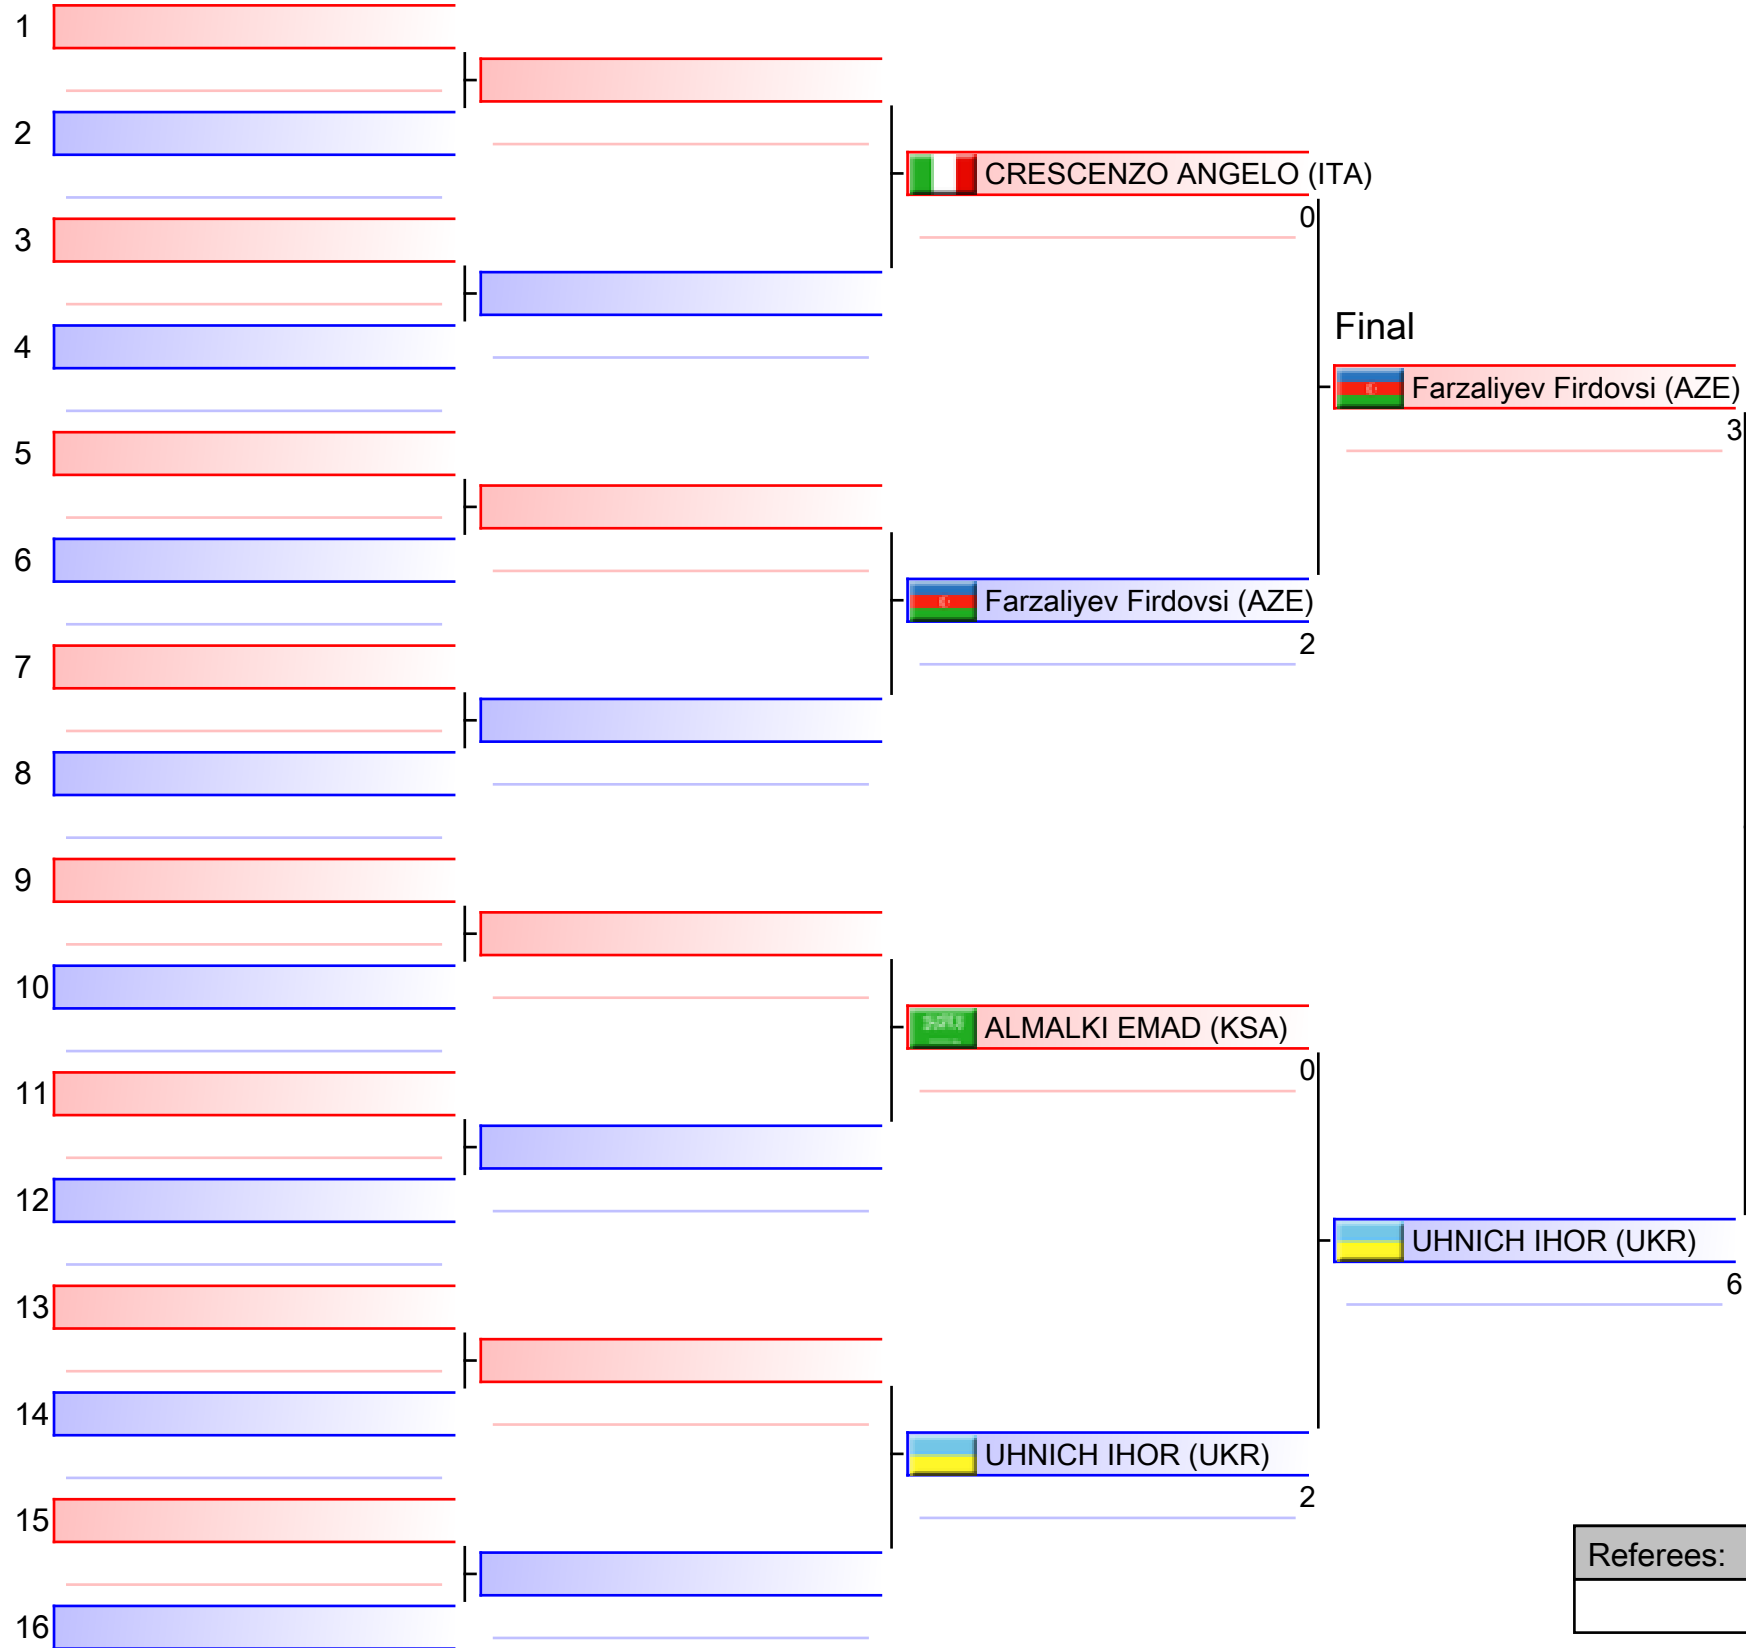 1
2
3
4
5
6
7
8
9
10
11
12
13
14
15
16
CRESCENZO ANGELO (ITA)
0
Farzaliyev Firdovsi (AZE)
2
ALMALKI EMAD (KSA)
0
UHNICH IHOR (UKR)
2
Final
Farzaliyev Firdovsi (AZE)
3
UHNICH IHOR (UKR)
6
Referees: